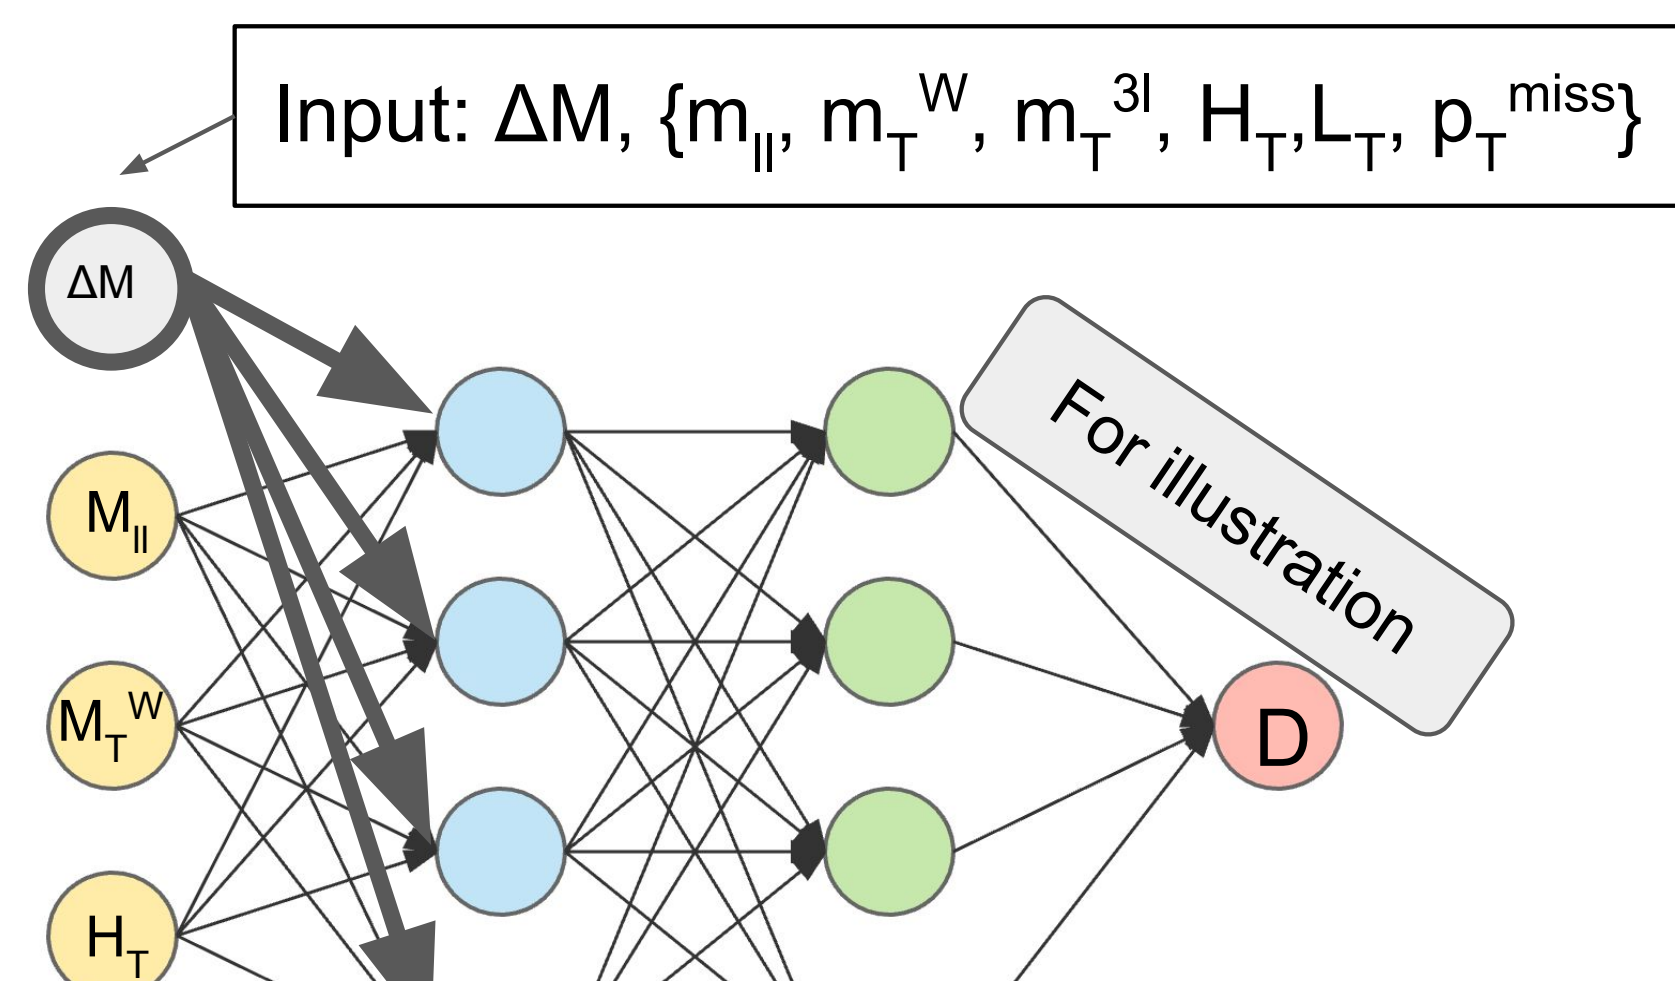 Input: ΔM, {m_ll, m_T^W, m_T^3l, H_T,L_T, p_T^miss}
ΔM
For illustration
M_ll
M_T^W
D
H_T